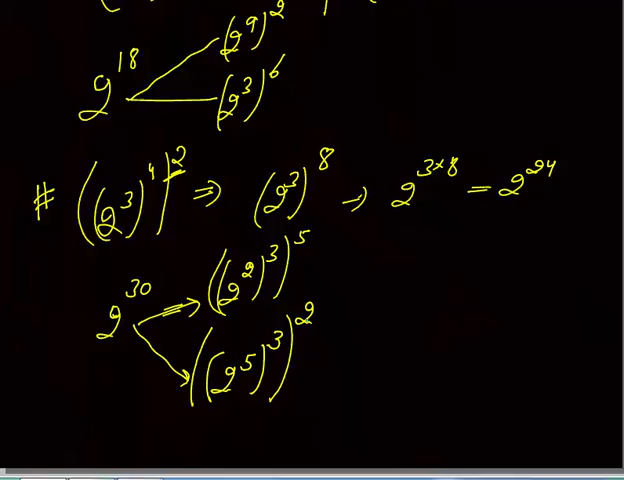 2^18 (2^9)^2
(2^3)^6
# ((2^3)^4)^2 ⇒ (2^3)^8 → 2^3×8 = 2^24
2^30 ((2^2)^3)^5
((2^5)^3)^2